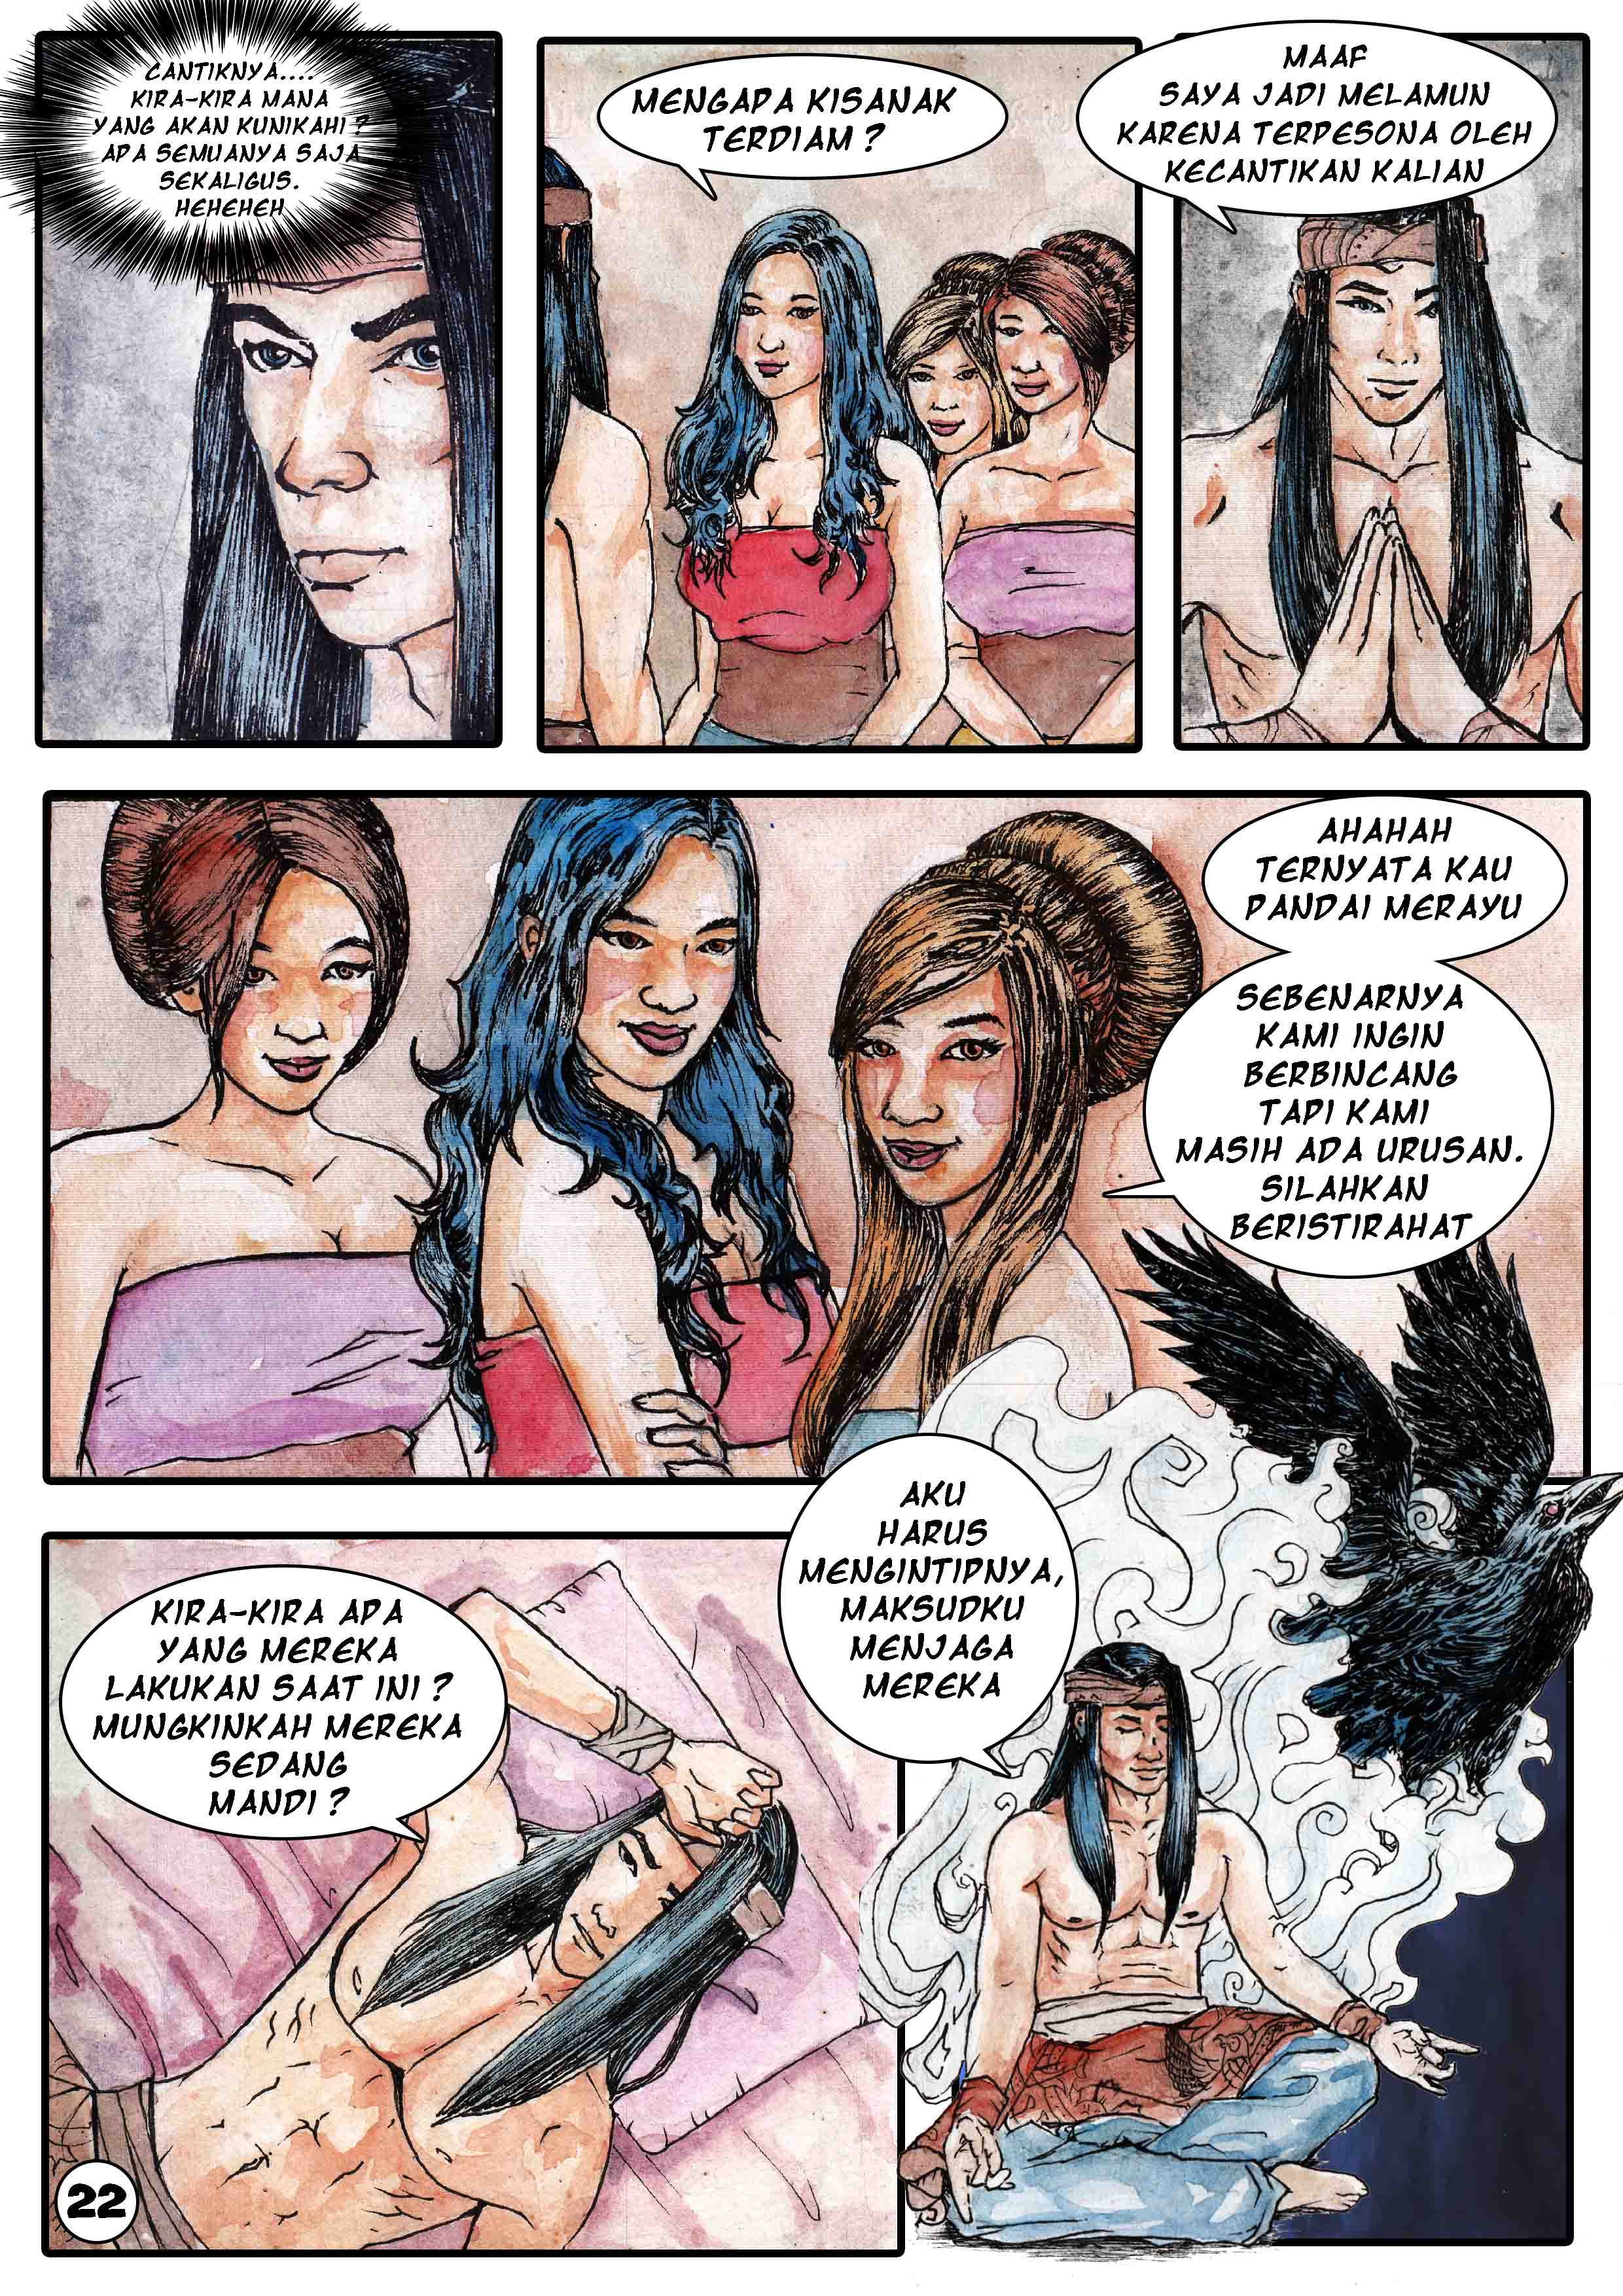 CANTIKNYA....
KIRA-KIRA MANA
YANG AKAN KUNIKAHI ?
APA SEMUANYA SAJA
SEKALIGUS.
HEHEHEH
MENGAPA KISANAK
TERDIAM ?
MAAF
SAYA JADI MELAMUN
KARENA TERPESONA OLEH
KECANTIKAN KALIAN
AHAHAH
TERNYATA KAU
PANDAI MERAYU
SEBENARNYA
KAMI INGIN
BERBINCANG
TAPI KAMI
MASIH ADA URUSAN.
SILAHKAN
BERISTIRAHAT
KIRA-KIRA APA
YANG MEREKA
LAKUKAN SAAT INI ?
MUNGKINKAH MEREKA
SEDANG
MANDI ?
AKU
HARUS
MENGINTIPNYA,
MAKSUDKU
MENJAGA
MEREKA
22